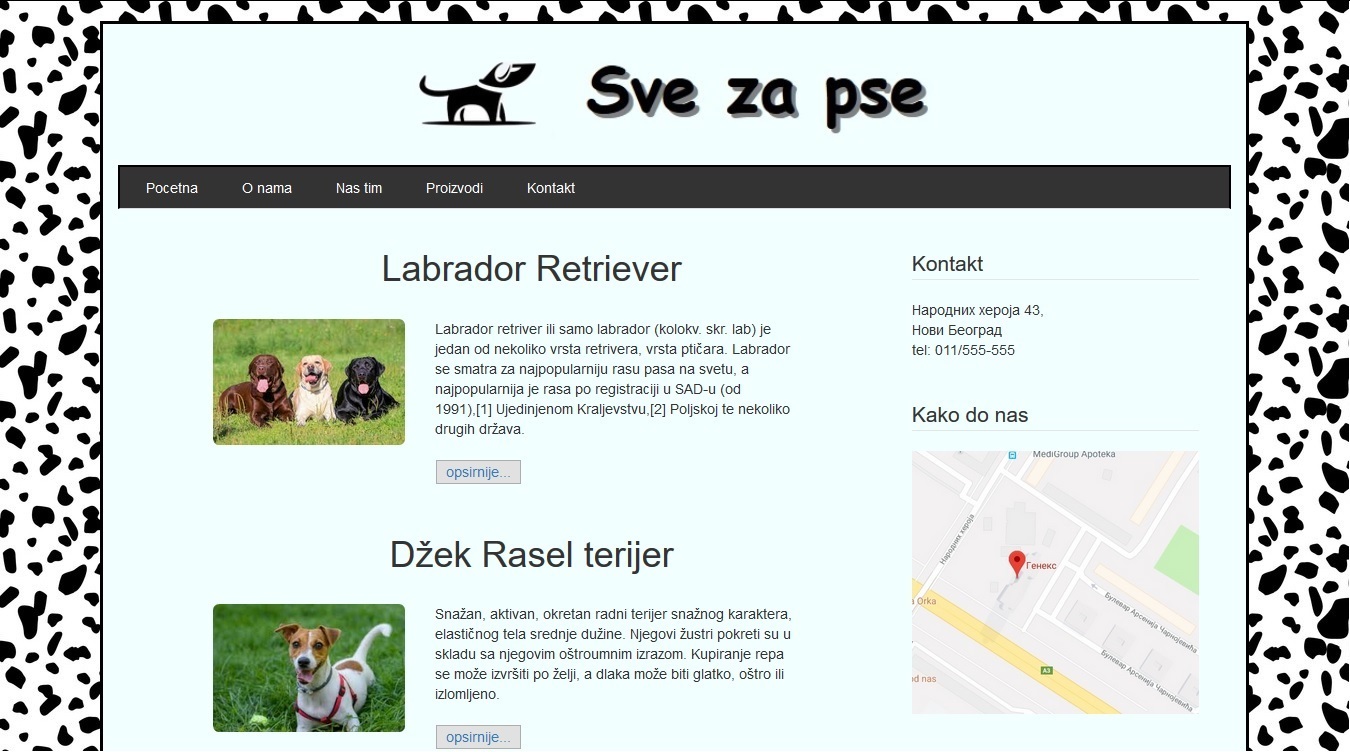 Sve za pse
Pocetna O nama Nas tim Proizvodi Kontakt
Labrador Retriever
Labrador retriver ili samo labrador (kolokv. skr. lab) je
jedan od nekoliko vrsta retrivera, vrsta ptičara. Labrador
se smatra za najpopularniju rasu pasa na svetu, a
najpopularnija je rasa po registraciji u SAD-u (od
1991),[1] Ujedinjenom Kraljevstvu,[2] Poljskoj te nekoliko
drugih država.
opsirnije...
Džek Rasel terijer
Snažan, aktivan, okretan radni terijer snažnog karaktera,
elastičnog tela srednje dužine. Njegovi žustri pokreti su u
skladu sa njegovim oštroumnim izrazom. Kupiranje repa
se može izvršiti po želji, a dlaka može biti glatko, oštro ili
izlomljeno.
opsirnije...
Kontakt
Народних хероја 43,
Нови Београд
tel: 011/555-555
Kako do nas
MediGroup Apoteka
Народних хероја
Генекс
a Orka
Булевар Арсенија Чарнојевића
Булевар Арсенија Чарнојевића
A3
od nas